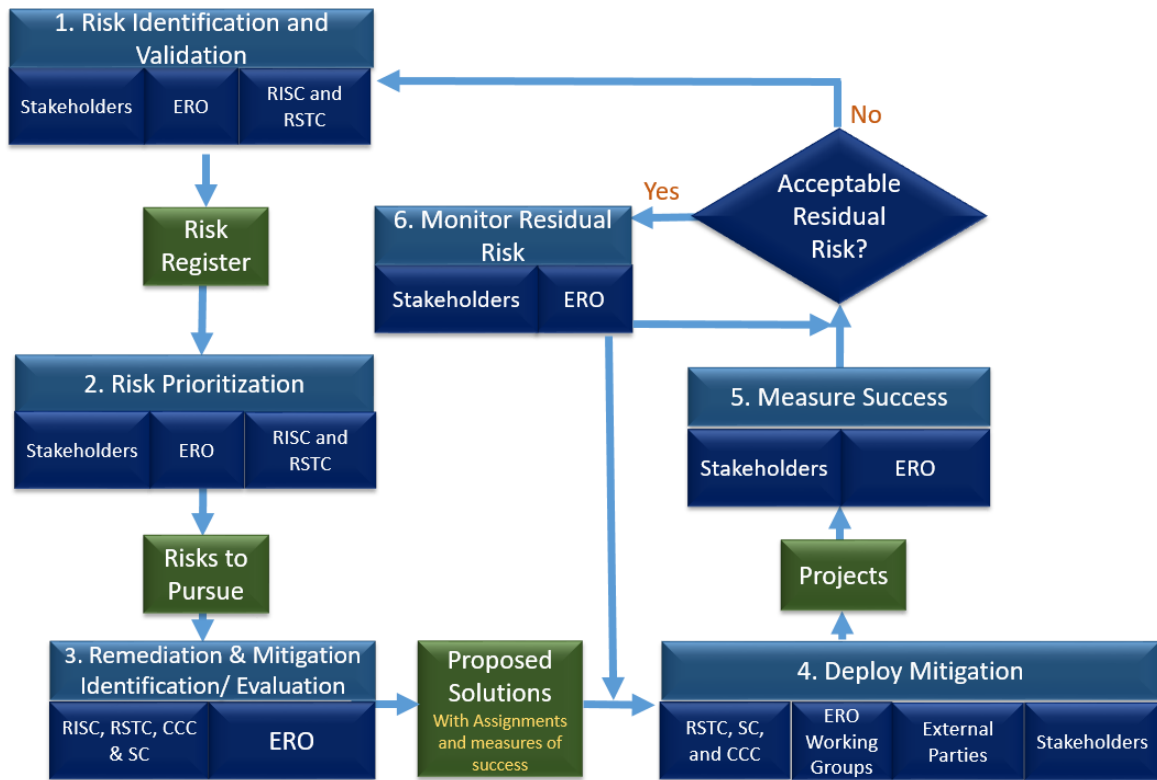 1. Risk Identification and
Validation
Stakeholders
ERO
RISC and
RSTC
Risk
Register
2. Risk Prioritization
Stakeholders
ERO
RISC and
RSTC
Risks to
Pursue
3. Remediation & Mitigation
Identification/ Evaluation
RISC, RSTC, CCC
& SC
ERO
Proposed
Solutions
With Assignments
and measures of
success
4. Deploy Mitigation
RSTC, SC,
and CCC
ERO
Working
Groups
External
Parties
Stakeholders
Projects
5. Measure Success
Stakeholders
ERO
Acceptable
Residual
Risk?
No
Yes
6. Monitor Residual
Risk
Stakeholders
ERO